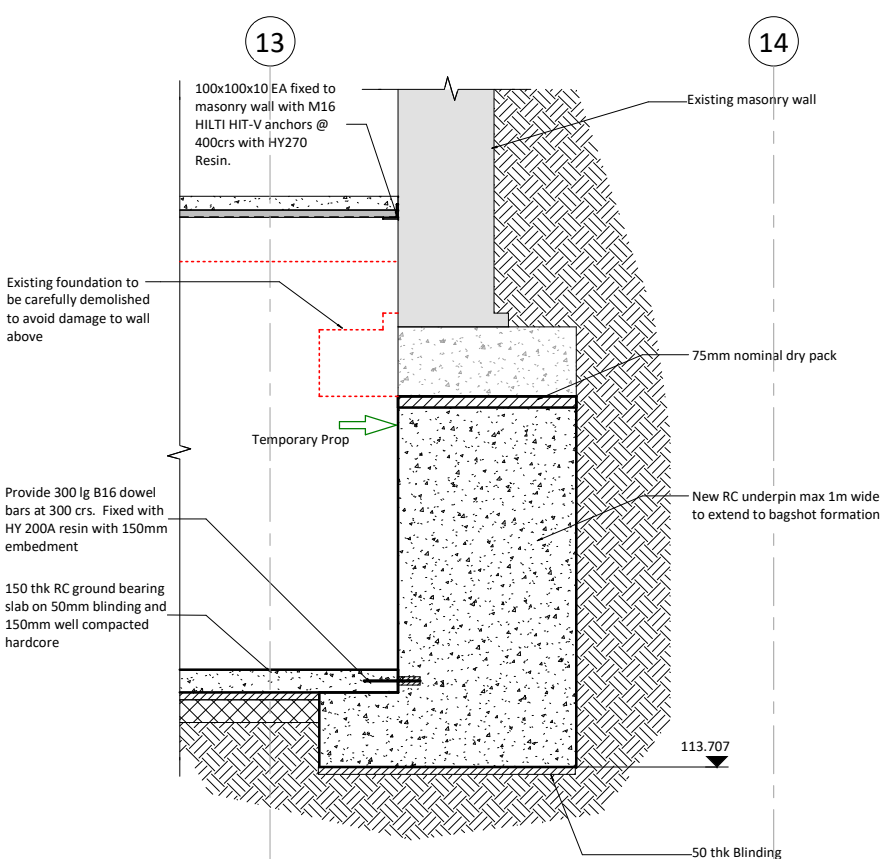 13
14
100x100x10 EA fixed to
masonry wall with M16
HILTI HIT-V anchors @
400crs with HY270
Resin.
Existing masonry wall
Existing foundation to
be carefully demolished
to avoid damage to wall
above
75mm nominal dry pack
Temporary Prop
Provide 300 lg B16 dowel
bars at 300 crs.  Fixed with
HY 200A resin with 150mm
embedment
New RC underpin max 1m wide
to extend to bagshot formation
150 thk RC ground bearing
slab on 50mm blinding and
150mm well compacted
hardcore
113.707
50 thk Blinding